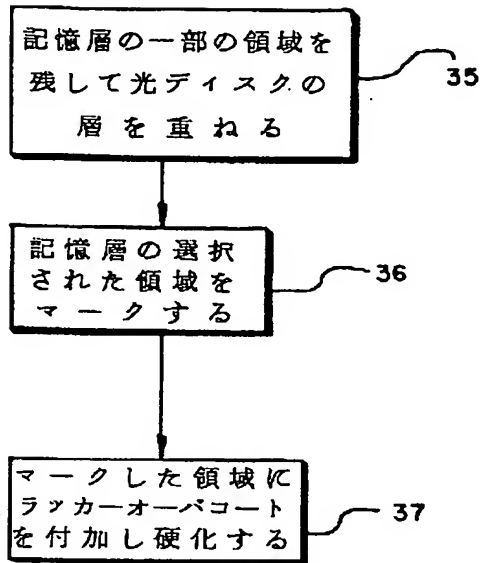 記憶層の一部の領域を
残して光ディスクの
層を重ねる
35
記憶層の選択
された領域を
マークする
36
マークした領域に
ラッカーオーバコート
を付加し硬化する
37